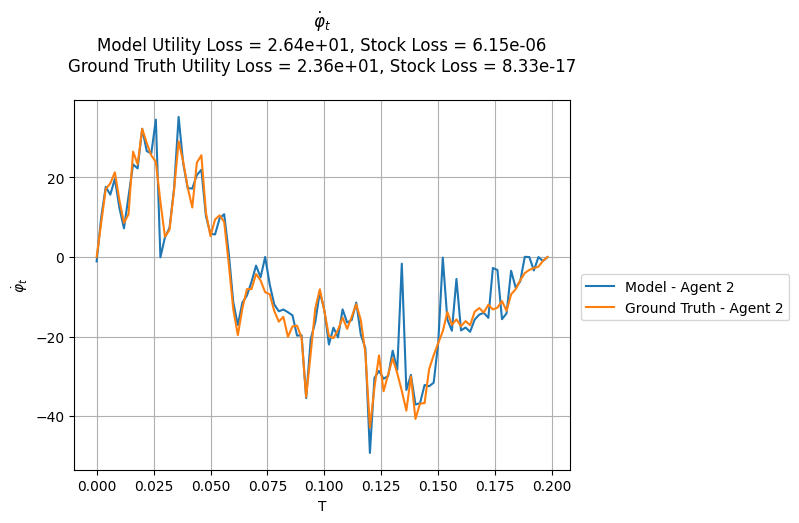 φ̇ₜ
Model Utility Loss = 2.64e+01, Stock Loss = 6.15e-06
Ground Truth Utility Loss = 2.36e+01, Stock Loss = 8.33e-17
20
0
−20
−40
φ̇ₜ
0.000 0.025 0.050 0.075 0.100 0.125 0.150 0.175 0.200
T
Model - Agent 2
Ground Truth - Agent 2